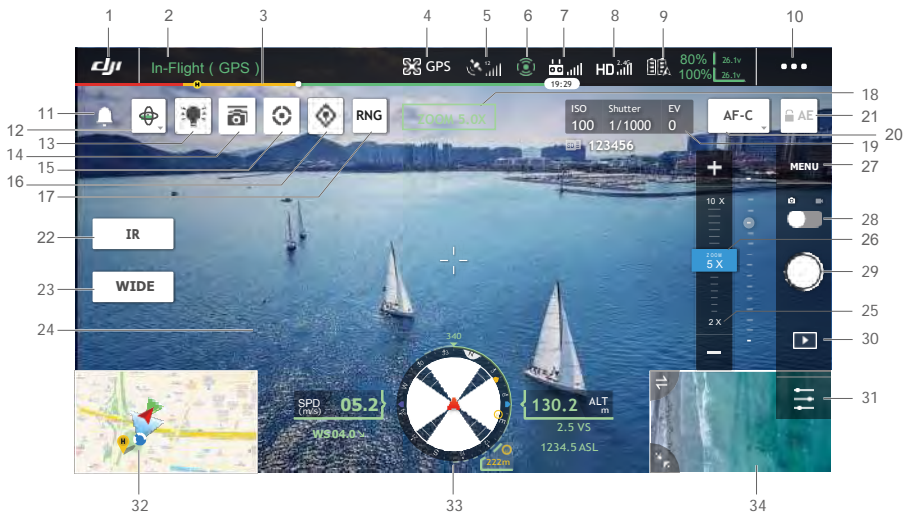 1 2 3 4 5 6 7 8 9 10
dji In-Flight ( GPS ) GPS 12 HD 2.4G 80% 26.1v
100% 26.1v
H 19:29
11 12 13 14 15 16 17 18 19 20 21
RNG ZOOM 5.0X
ISO Shutter EV
100 1/1000 0
123456
AF-C AE
MENU 27
+
10 X
28
22 IR
ZOOM
5 X
26
29
23 WIDE
24
2 X 25
30
340
N
SPD
(m/s) 05.2
WS04.0
130.2 ALT
m
2.5 VS
1234.5 ASL
222m
H
31
32 33 34